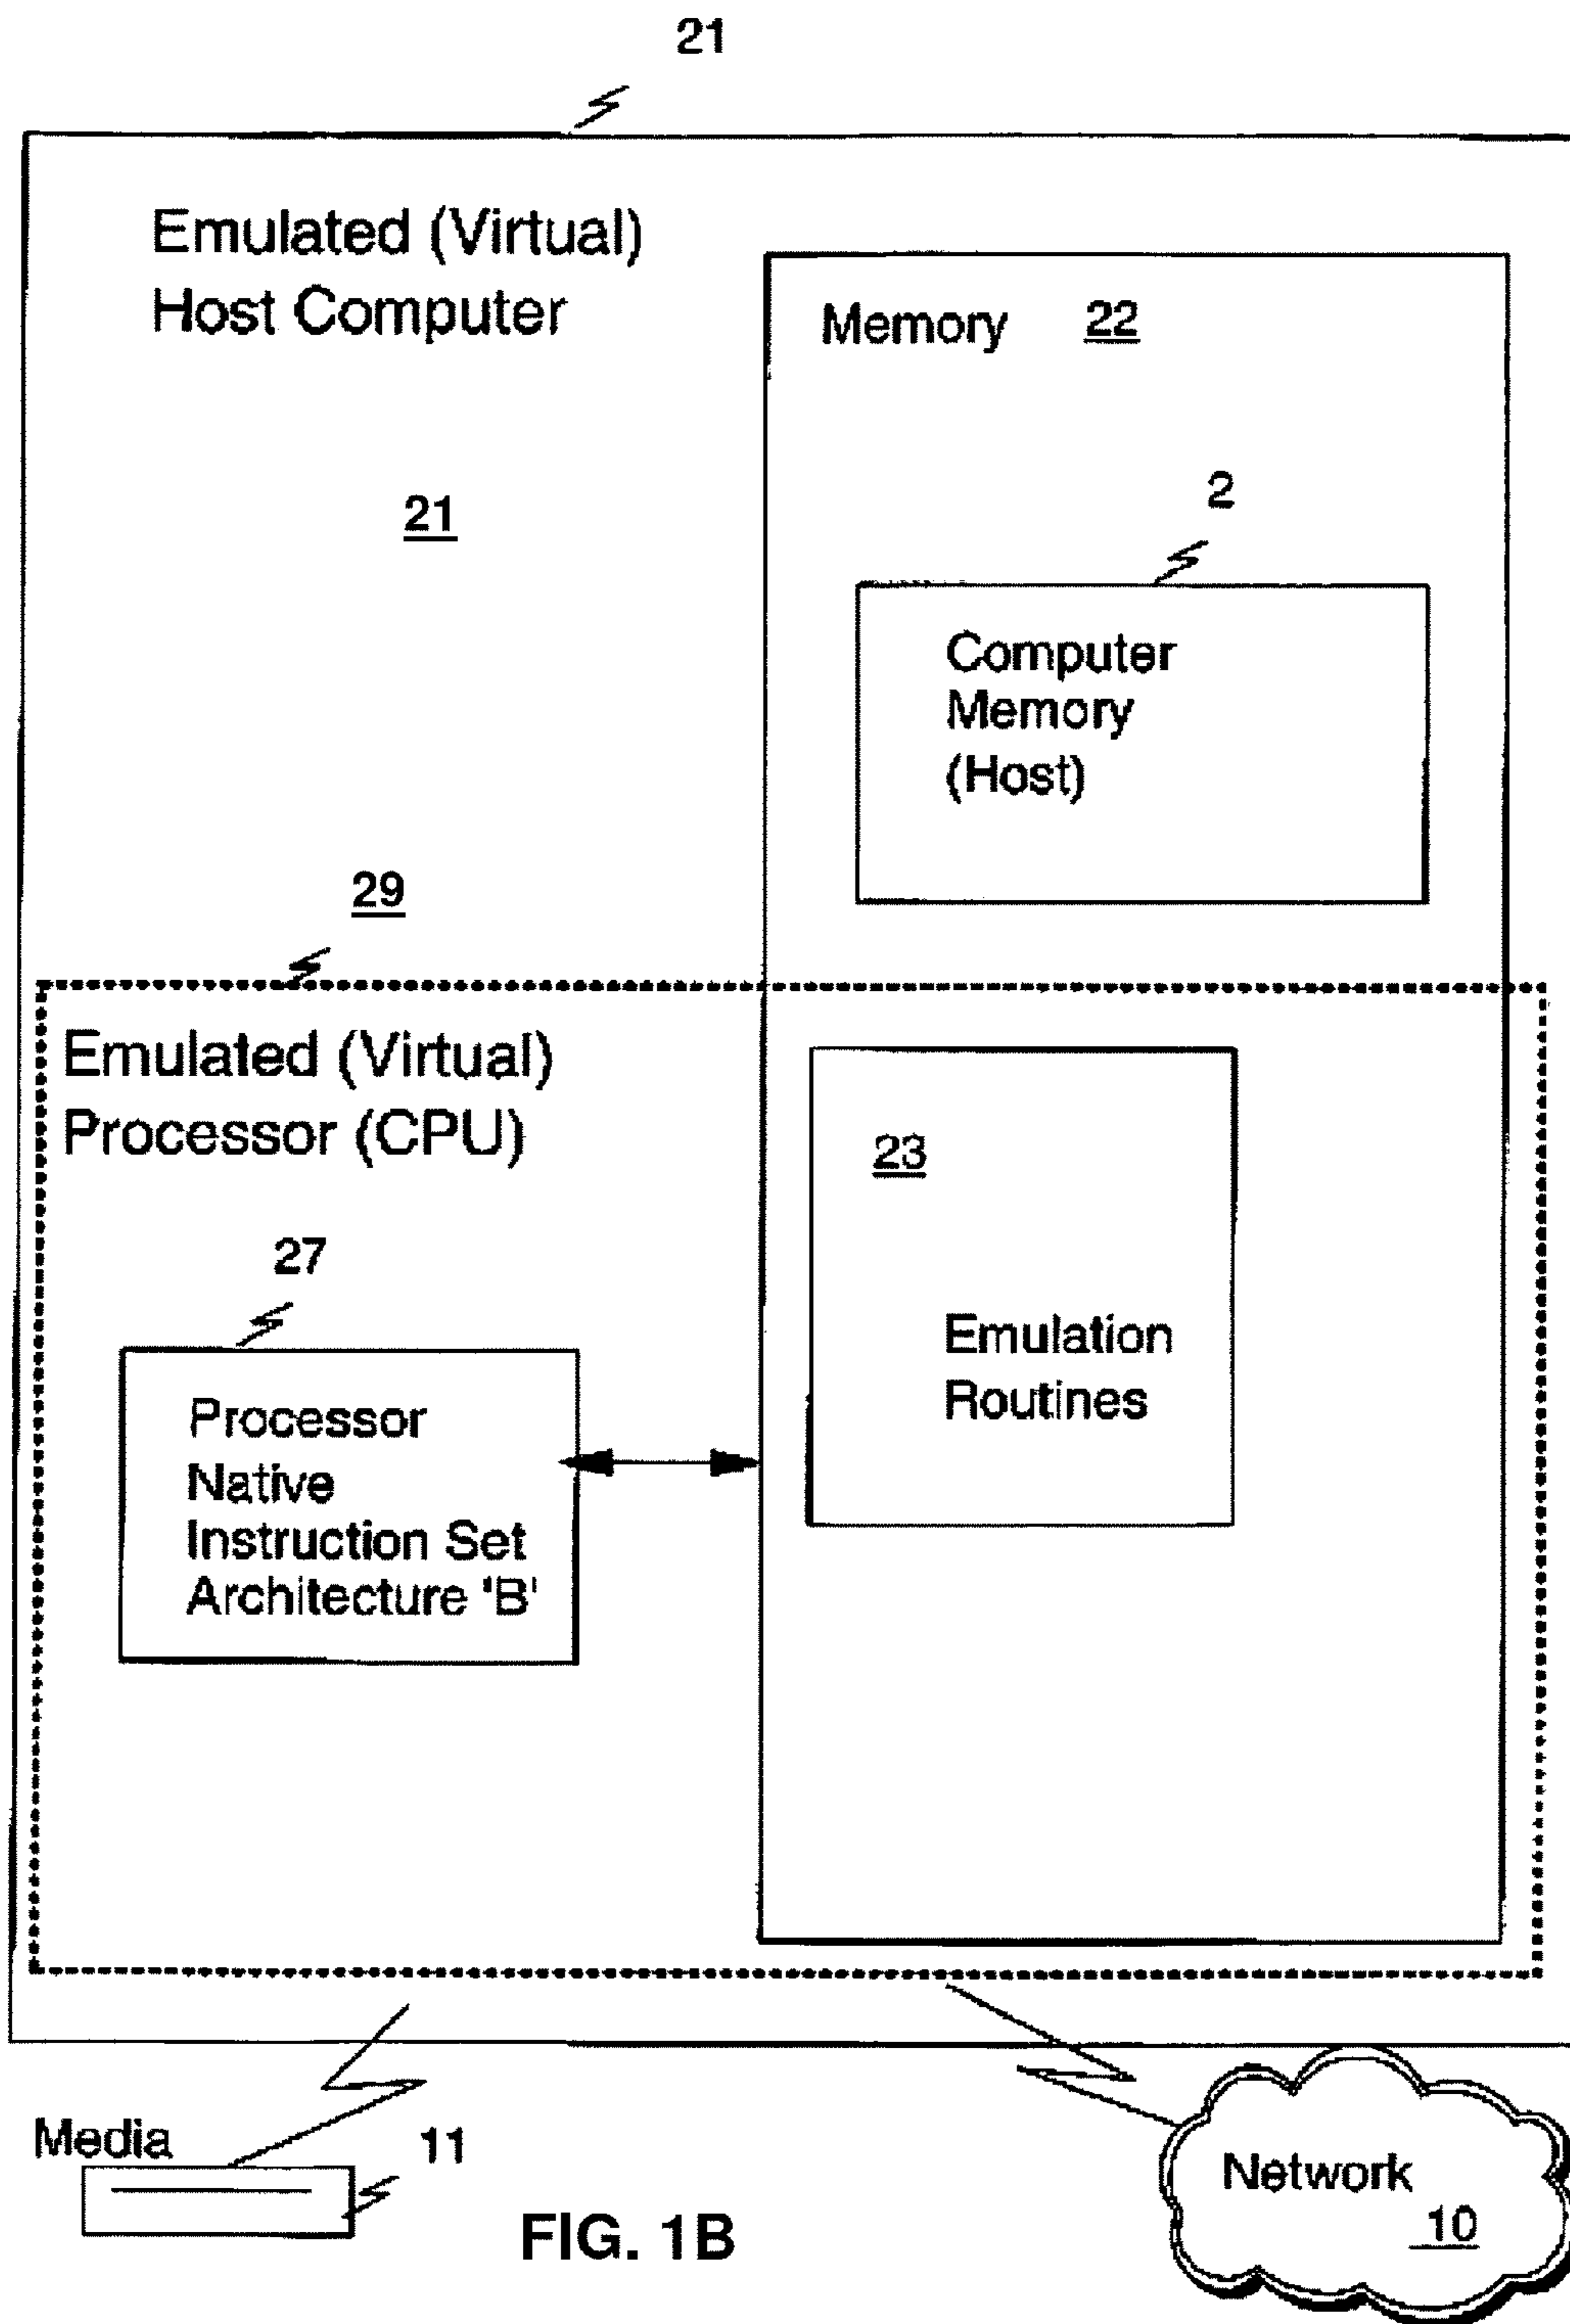 21
Emulated (Virtual)
Host Computer
Memory 22
21
2
Computer
Memory
(Host)
29
Emulated (Virtual)
Processor (CPU)
23
27
Emulation
Routines
Processor
Native
Instruction Set
Architecture 'B'
Media
11
Network
10
FIG. 1B